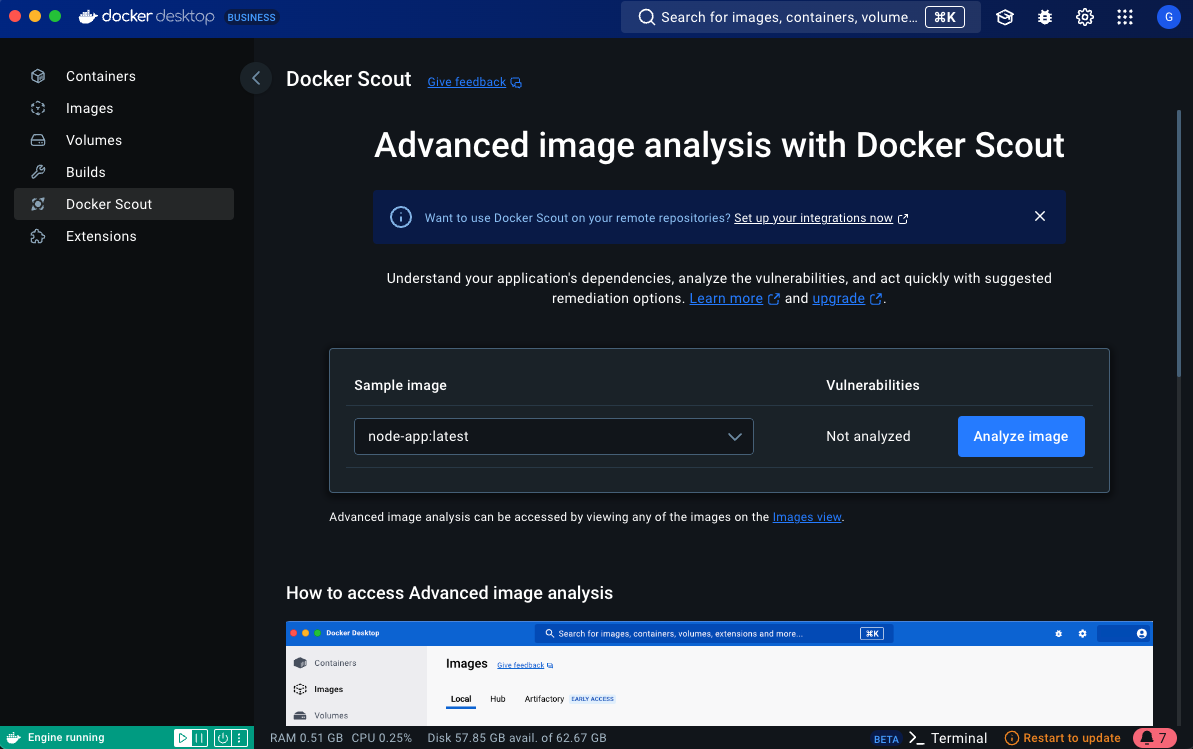 docker desktop BUSINESS
Search for images, containers, volume... ⌘K
G
Containers
Images
Volumes
Builds
Docker Scout
Extensions
Docker Scout Give feedback
Advanced image analysis with Docker Scout
Want to use Docker Scout on your remote repositories? Set up your integrations now
Understand your application's dependencies, analyze the vulnerabilities, and act quickly with suggested
remediation options. Learn more and upgrade.
Sample image Vulnerabilities
node-app:latest Not analyzed Analyze image
Advanced image analysis can be accessed by viewing any of the images on the Images view.
How to access Advanced image analysis
Docker Desktop Search for images, containers, volumes, extensions and more... ⌘K
Containers
Images
Volumes
Images Give feedback
Local Hub Artifactory EARLY ACCESS
Engine running
RAM 0.51 GB CPU 0.25% Disk 57.85 GB avail. of 62.67 GB
BETA Terminal Restart to update 7